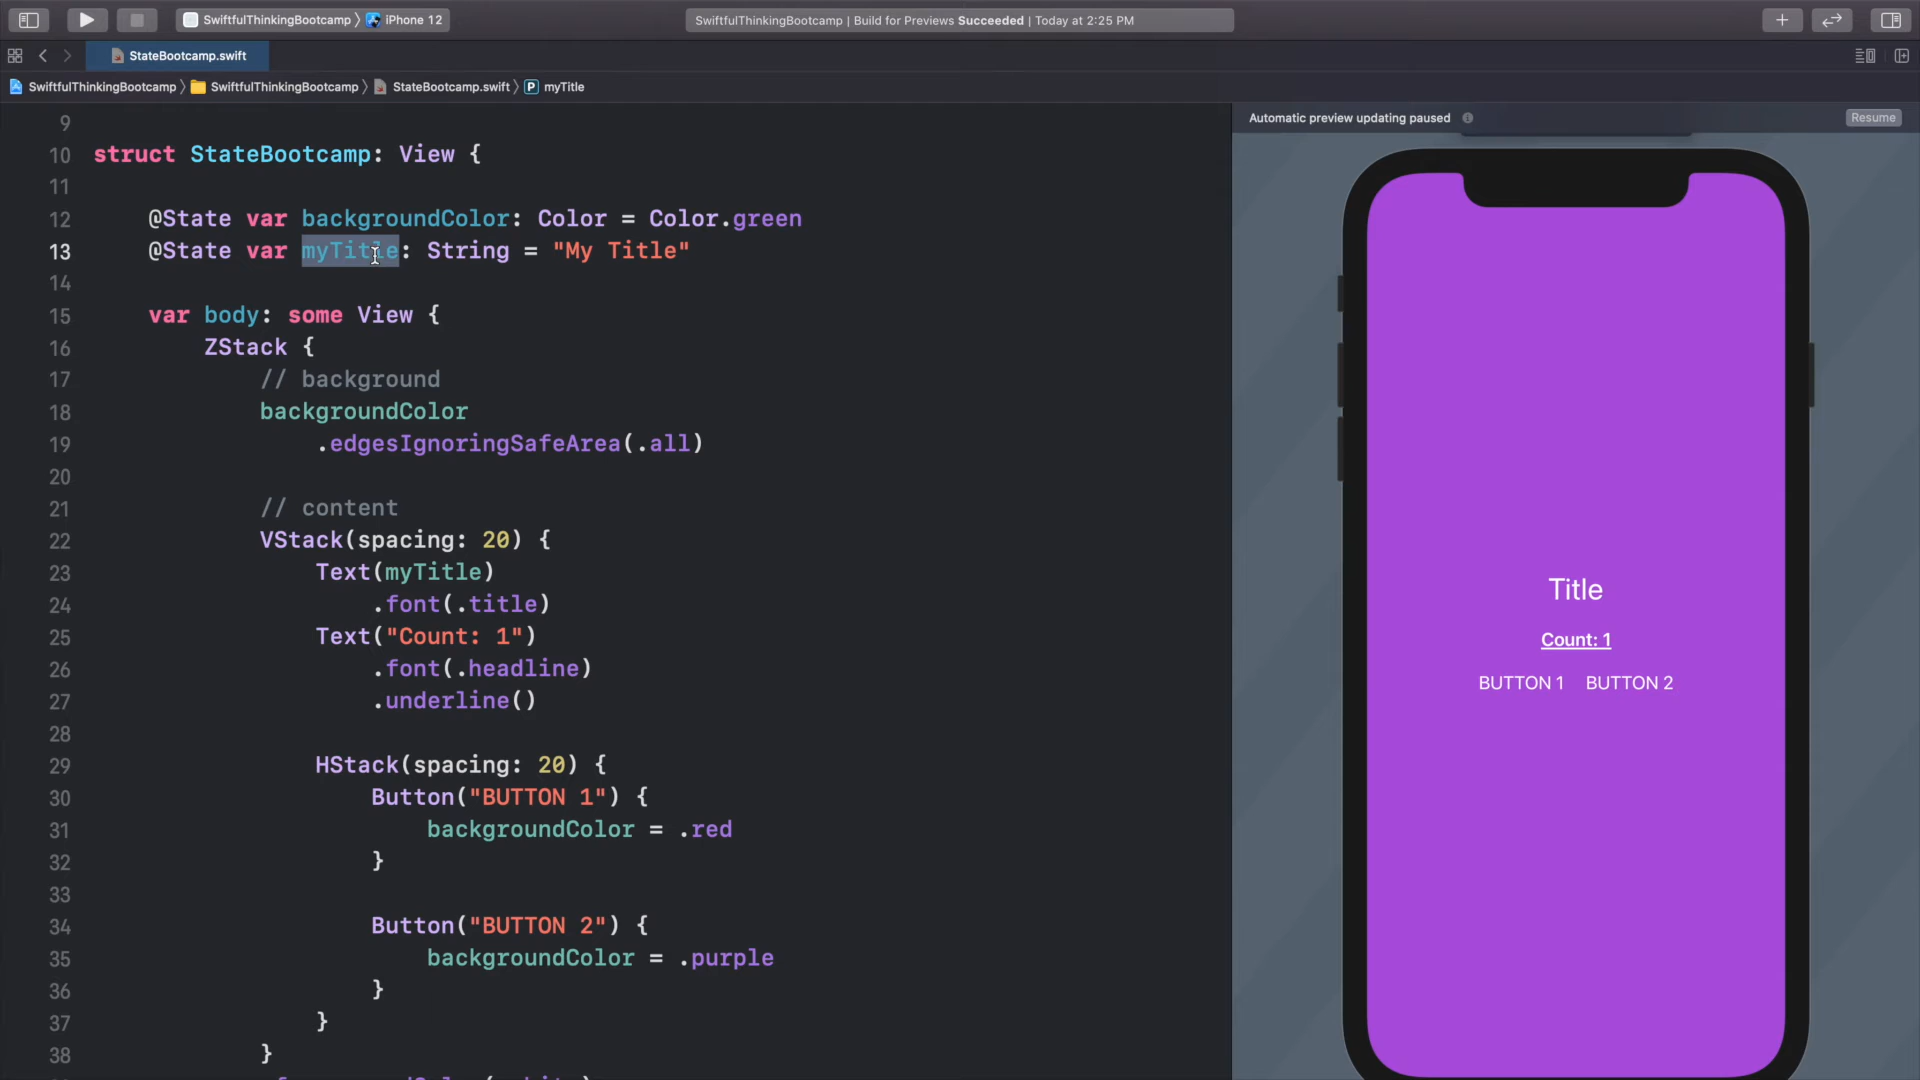 SwiftfulThinkingBootcamp 〉 iPhone 12
SwiftfulThinkingBootcamp | Build for Previews Succeeded | Today at 2:25 PM
StateBootcamp.swift
SwiftfulThinkingBootcamp 〉 SwiftfulThinkingBootcamp 〉 StateBootcamp.swift 〉 P myTitle
Automatic preview updating paused
Resume
9
10 struct StateBootcamp: View {
11
12     @State var backgroundColor: Color = Color.green
13     @State var myTitle: String = "My Title"
14
15     var body: some View {
16         ZStack {
17             // background
18             backgroundColor
19                 .edgesIgnoringSafeArea(.all)
20
21             // content
22             VStack(spacing: 20) {
23                 Text(myTitle)
24                     .font(.title)
25                 Text("Count: 1")
26                     .font(.headline)
27                     .underline()
28
29                 HStack(spacing: 20) {
30                     Button("BUTTON 1") {
31                         backgroundColor = .red
32                     }
33
34                     Button("BUTTON 2") {
35                         backgroundColor = .purple
36                     }
37                 }
38             }
Title
Count: 1
BUTTON 1 BUTTON 2